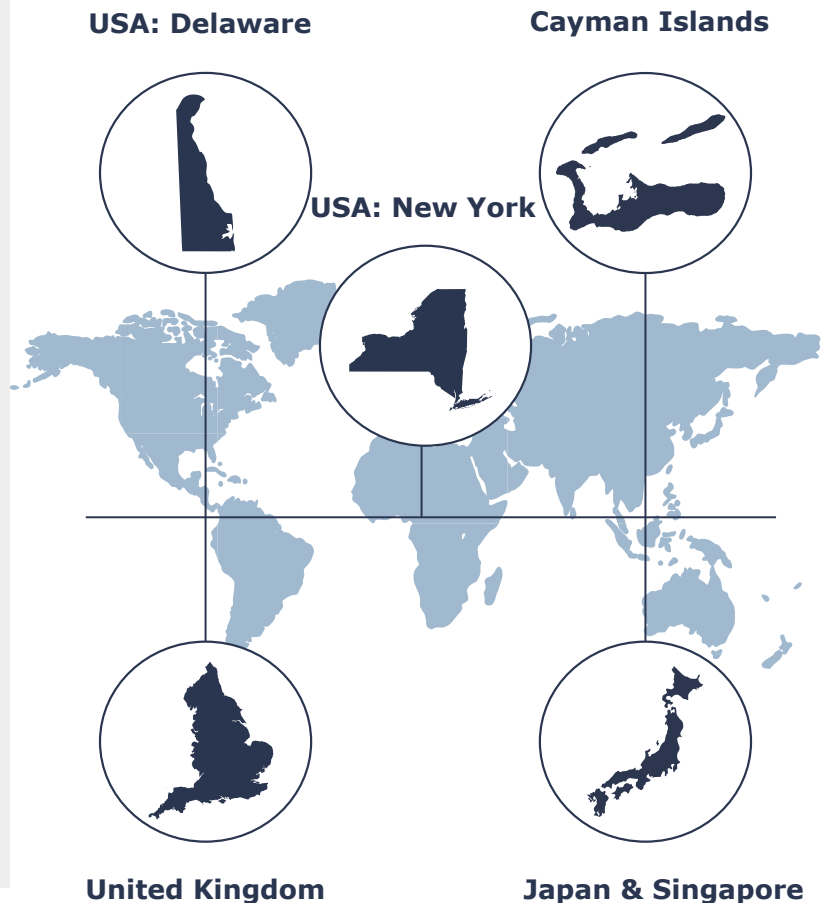 USA: Delaware
Cayman Islands
USA: New York
United Kingdom
Japan & Singapore